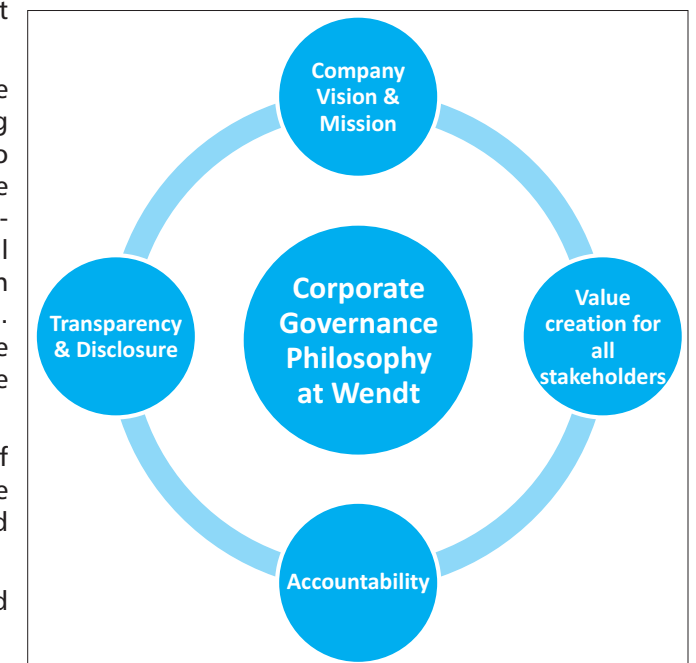 t
e
g
o
e
-
l
n
.
e
e
f
e
d
d
Company
Vision &
Mission
Corporate
Governance
Philosophy
at Wendt
Transparency
& Disclosure
Value
creation for
all
stakeholders
Accountability